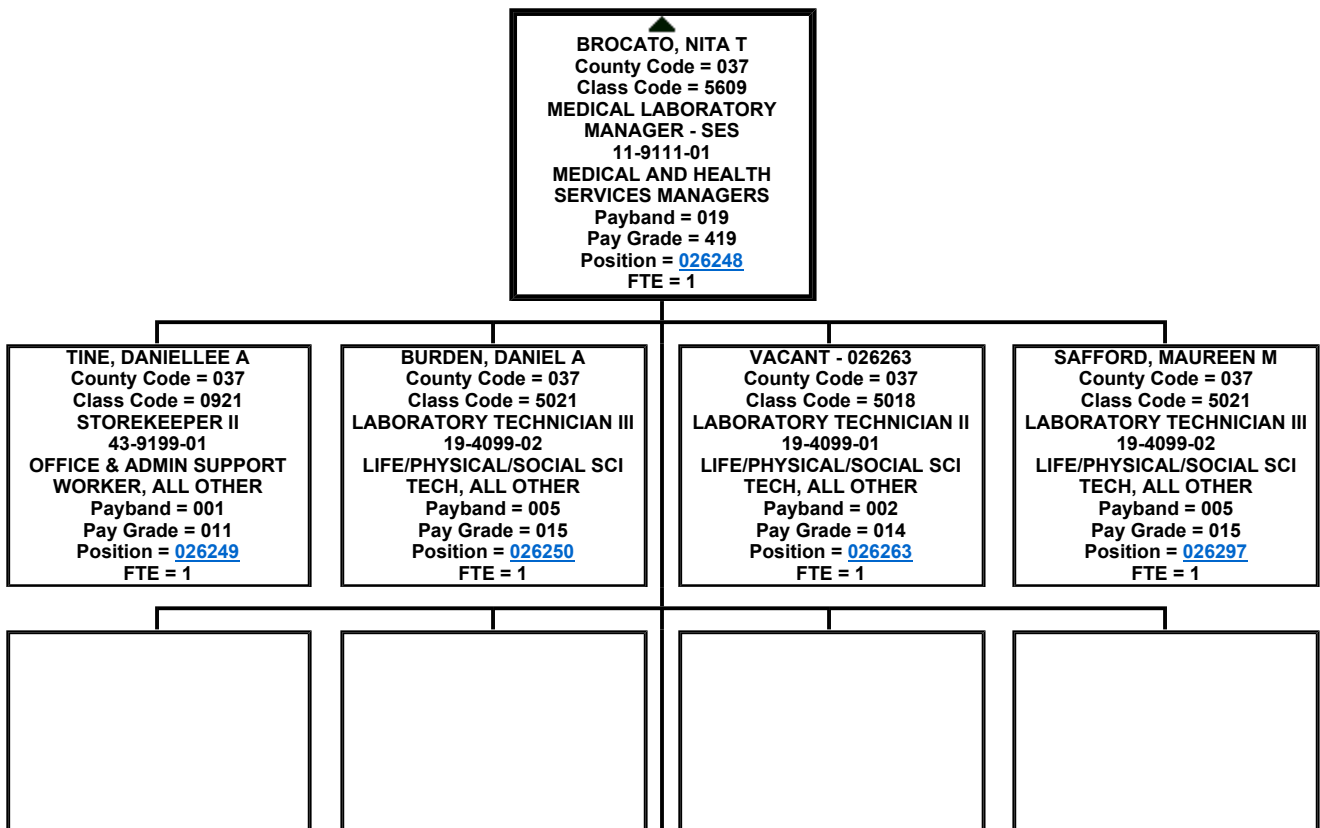 BROCATO, NITA T
County Code = 037
Class Code = 5609
MEDICAL LABORATORY
MANAGER - SES
11-9111-01
MEDICAL AND HEALTH
SERVICES MANAGERS
Payband = 019
Pay Grade = 419
Position = 026248
FTE = 1
TINE, DANIELLEE A
County Code = 037
Class Code = 0921
STOREKEEPER II
43-9199-01
OFFICE & ADMIN SUPPORT
WORKER, ALL OTHER
Payband = 001
Pay Grade = 011
Position = 026249
FTE = 1
BURDEN, DANIEL A
County Code = 037
Class Code = 5021
LABORATORY TECHNICIAN III
19-4099-02
LIFE/PHYSICAL/SOCIAL SCI
TECH, ALL OTHER
Payband = 005
Pay Grade = 015
Position = 026250
FTE = 1
VACANT - 026263
County Code = 037
Class Code = 5018
LABORATORY TECHNICIAN II
19-4099-01
LIFE/PHYSICAL/SOCIAL SCI
TECH, ALL OTHER
Payband = 002
Pay Grade = 014
Position = 026263
FTE = 1
SAFFORD, MAUREEN M
County Code = 037
Class Code = 5021
LABORATORY TECHNICIAN III
19-4099-02
LIFE/PHYSICAL/SOCIAL SCI
TECH, ALL OTHER
Payband = 005
Pay Grade = 015
Position = 026297
FTE = 1